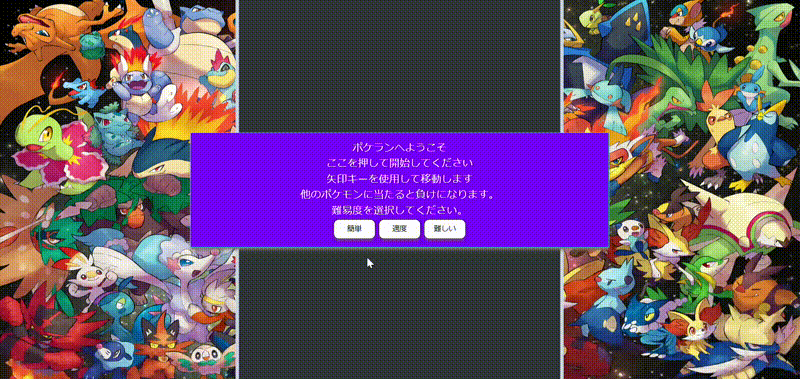 ポケランへようこそ
ここを押して開始してください
矢印キーを使用して移動します
他のポケモンに当たると負けになります。
難易度を選択してください。
簡単 適度 難しい